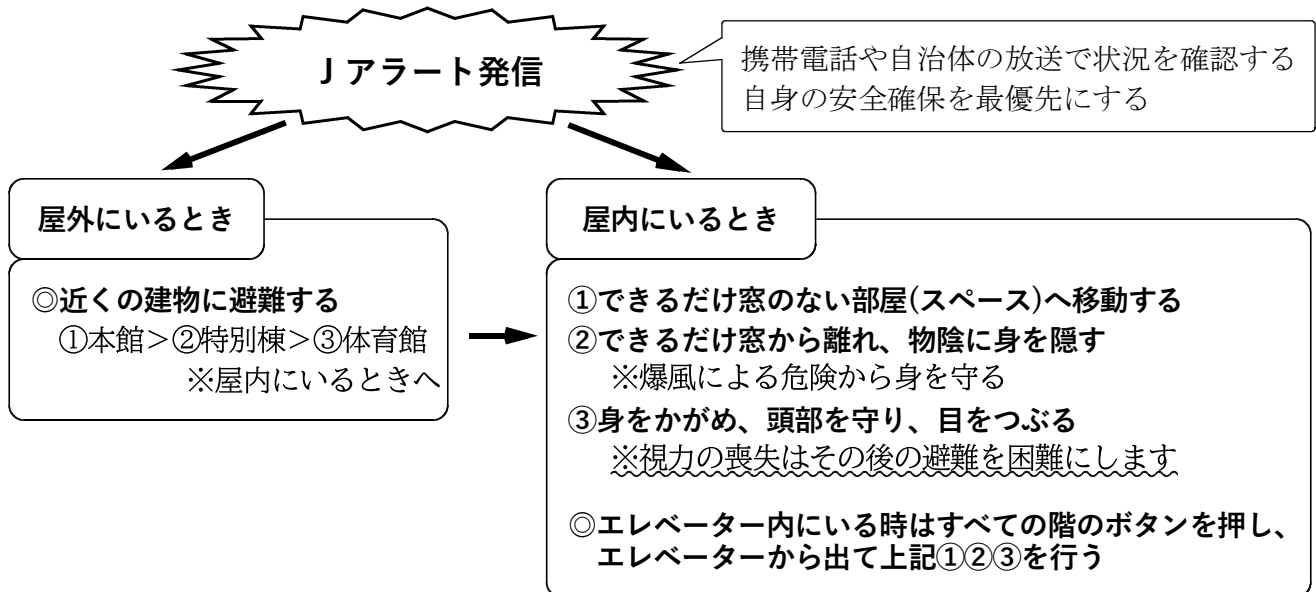 Jアラート発信
携帯電話や自治体の放送で状況を確認する
自身の安全確保を最優先にする
屋外にいるとき
◎近くの建物に避難する
①本館＞②特別棟＞③体育館
※屋内にいるときへ
屋内にいるとき
①できるだけ窓のない部屋(スペース)へ移動する
②できるだけ窓から離れ、物陰に身を隠す
※爆風による危険から身を守る
③身をかがめ、頭部を守り、目をつぶる
※視力の喪失はその後の避難を困難にします
◎エレベーター内にいる時はすべての階のボタンを押し、
エレベーターから出て上記①②③を行う